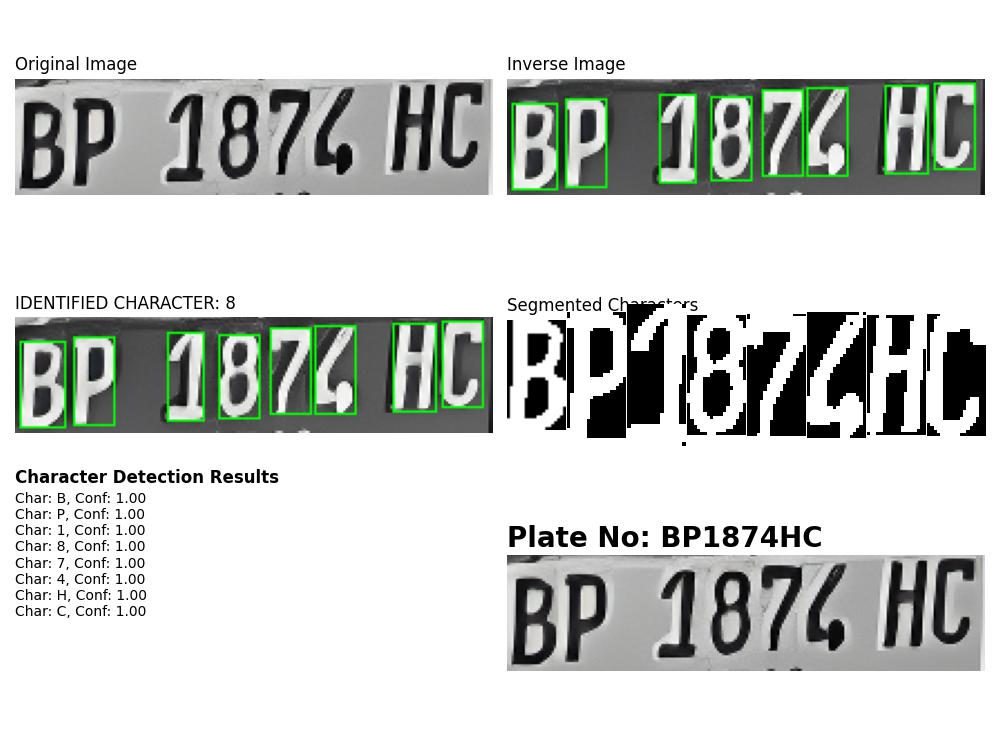 Original Image
BP 1874 HC
Inverse Image
BP 1874 HC
IDENTIFIED CHARACTER: 8
BP 1874 HC
Segmented Characters
BP1874HC
Character Detection Results
Char: B, Conf: 1.00
Char: P, Conf: 1.00
Char: 1, Conf: 1.00
Char: 8, Conf: 1.00
Char: 7, Conf: 1.00
Char: 4, Conf: 1.00
Char: H, Conf: 1.00
Char: C, Conf: 1.00
Plate No: BP1874HC
BP 1874 HC